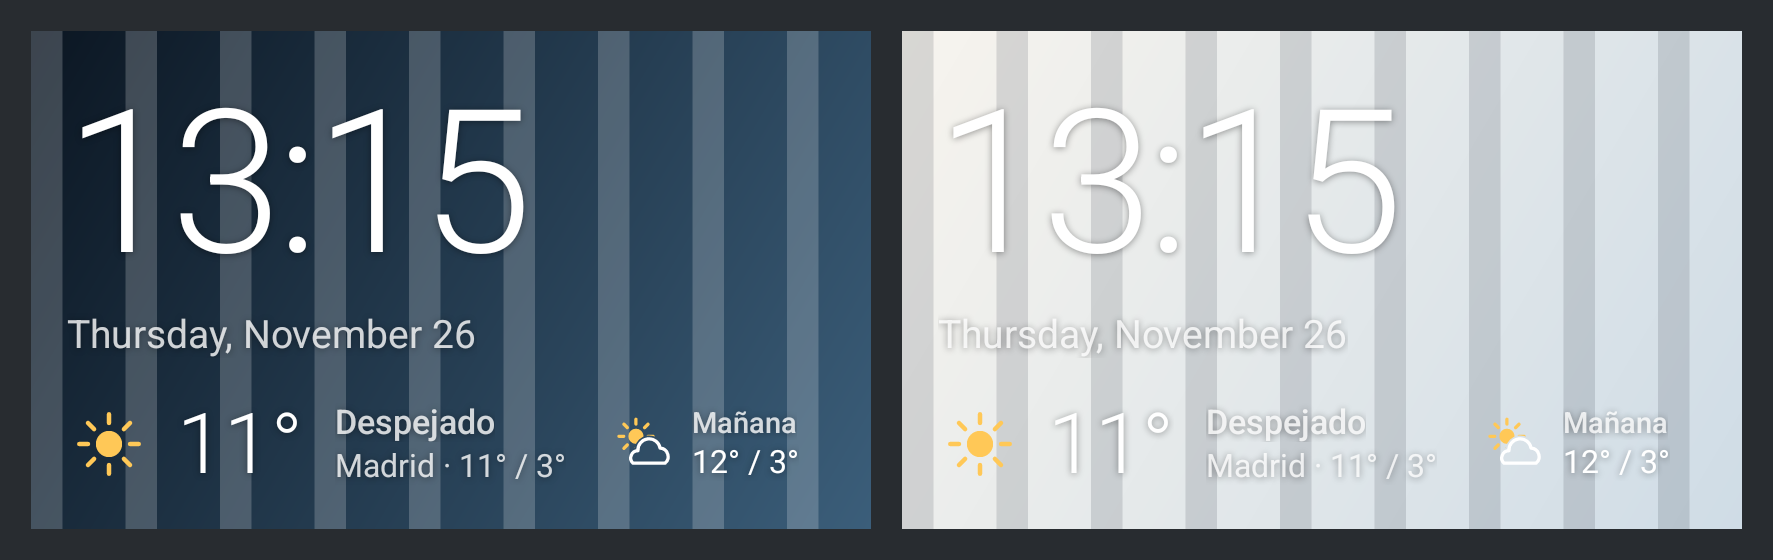 13:15
Thursday, November 26
11°
Despejado
Madrid · 11° / 3°
Mañana
12° / 3°
13:15
Thursday, November 26
11°
Despejado
Madrid · 11° / 3°
Mañana
12° / 3°